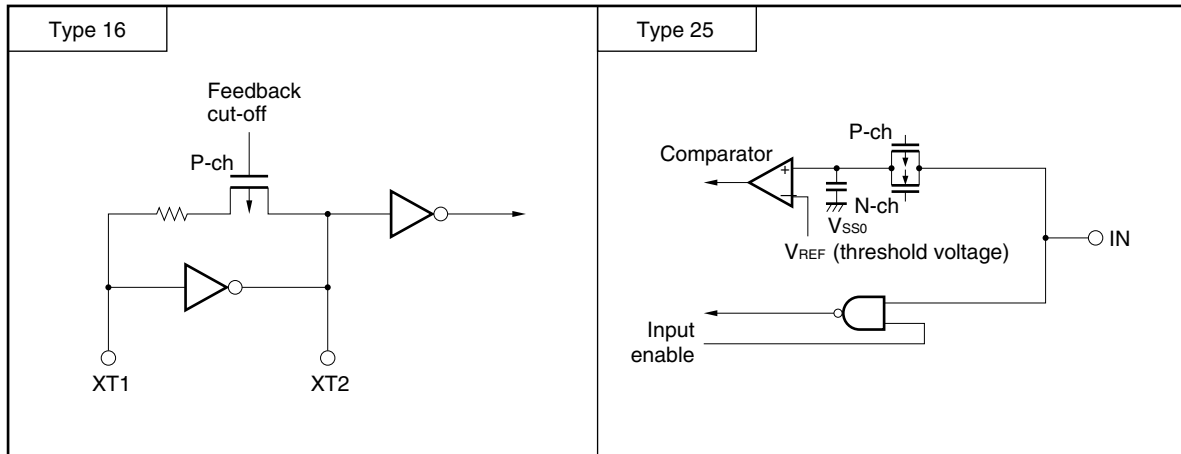 Type 16
Feedback
cut-off
P-ch
XT1
XT2
Type 25
P-ch
Comparator
+
−
N-ch
VSS0
VREF (threshold voltage)
IN
Input
enable